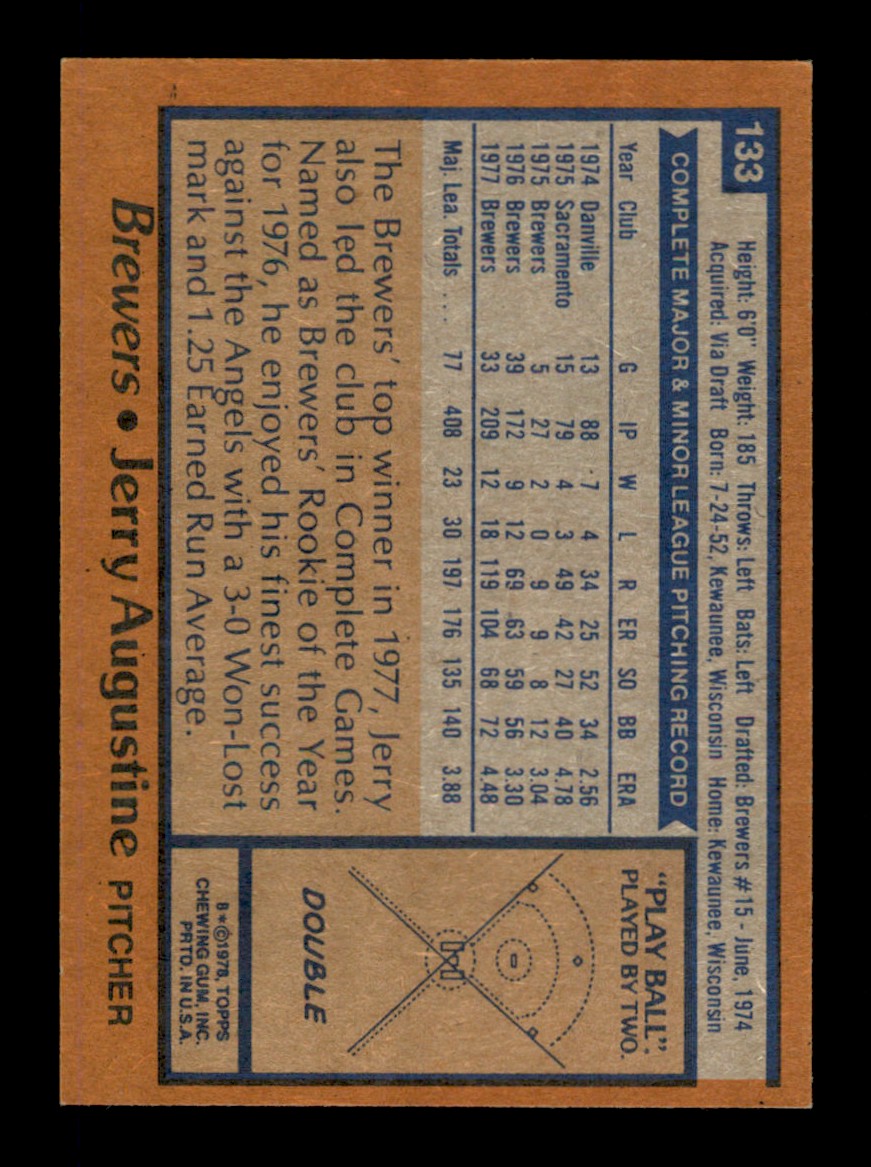 133
Height: 6'0" Weight: 185 Throws: Left Bats: Left Drafted: Brewers #15 - June, 1974
Acquired: Via Draft Born: 7-24-52, Kewaunee, Wisconsin Home: Kewaunee, Wisconsin
COMPLETE MAJOR & MINOR LEAGUE PITCHING RECORD
Year Club G IP W L R ER SO BB ERA
1974 Danville 13 88 7 4 34 25 52 34 2.56
1975 Sacramento 15 79 4 3 49 42 27 40 4.78
1975 Brewers 5 27 2 0 9 9 8 12 3.04
1976 Brewers 39 172 9 12 69 63 59 56 3.30
1977 Brewers 33 209 12 18 119 104 68 72 4.48
Maj. Lea. Totals .... 77 408 23 30 197 176 135 140 3.88
The Brewers' top winner in 1977, Jerry
also led the club in Complete Games.
Named as Brewers' Rookie of the Year
for 1976, he enjoyed his finest success
against the Angels with a 3-0 Won-Lost
mark and 1.25 Earned Run Average.
"PLAY BALL".
PLAYED BY TWO.
DOUBLE
8*©1978, TOPPS
CHEWING GUM, INC.
PRTD. IN U.S.A.
Brewers • Jerry Augustine PITCHER